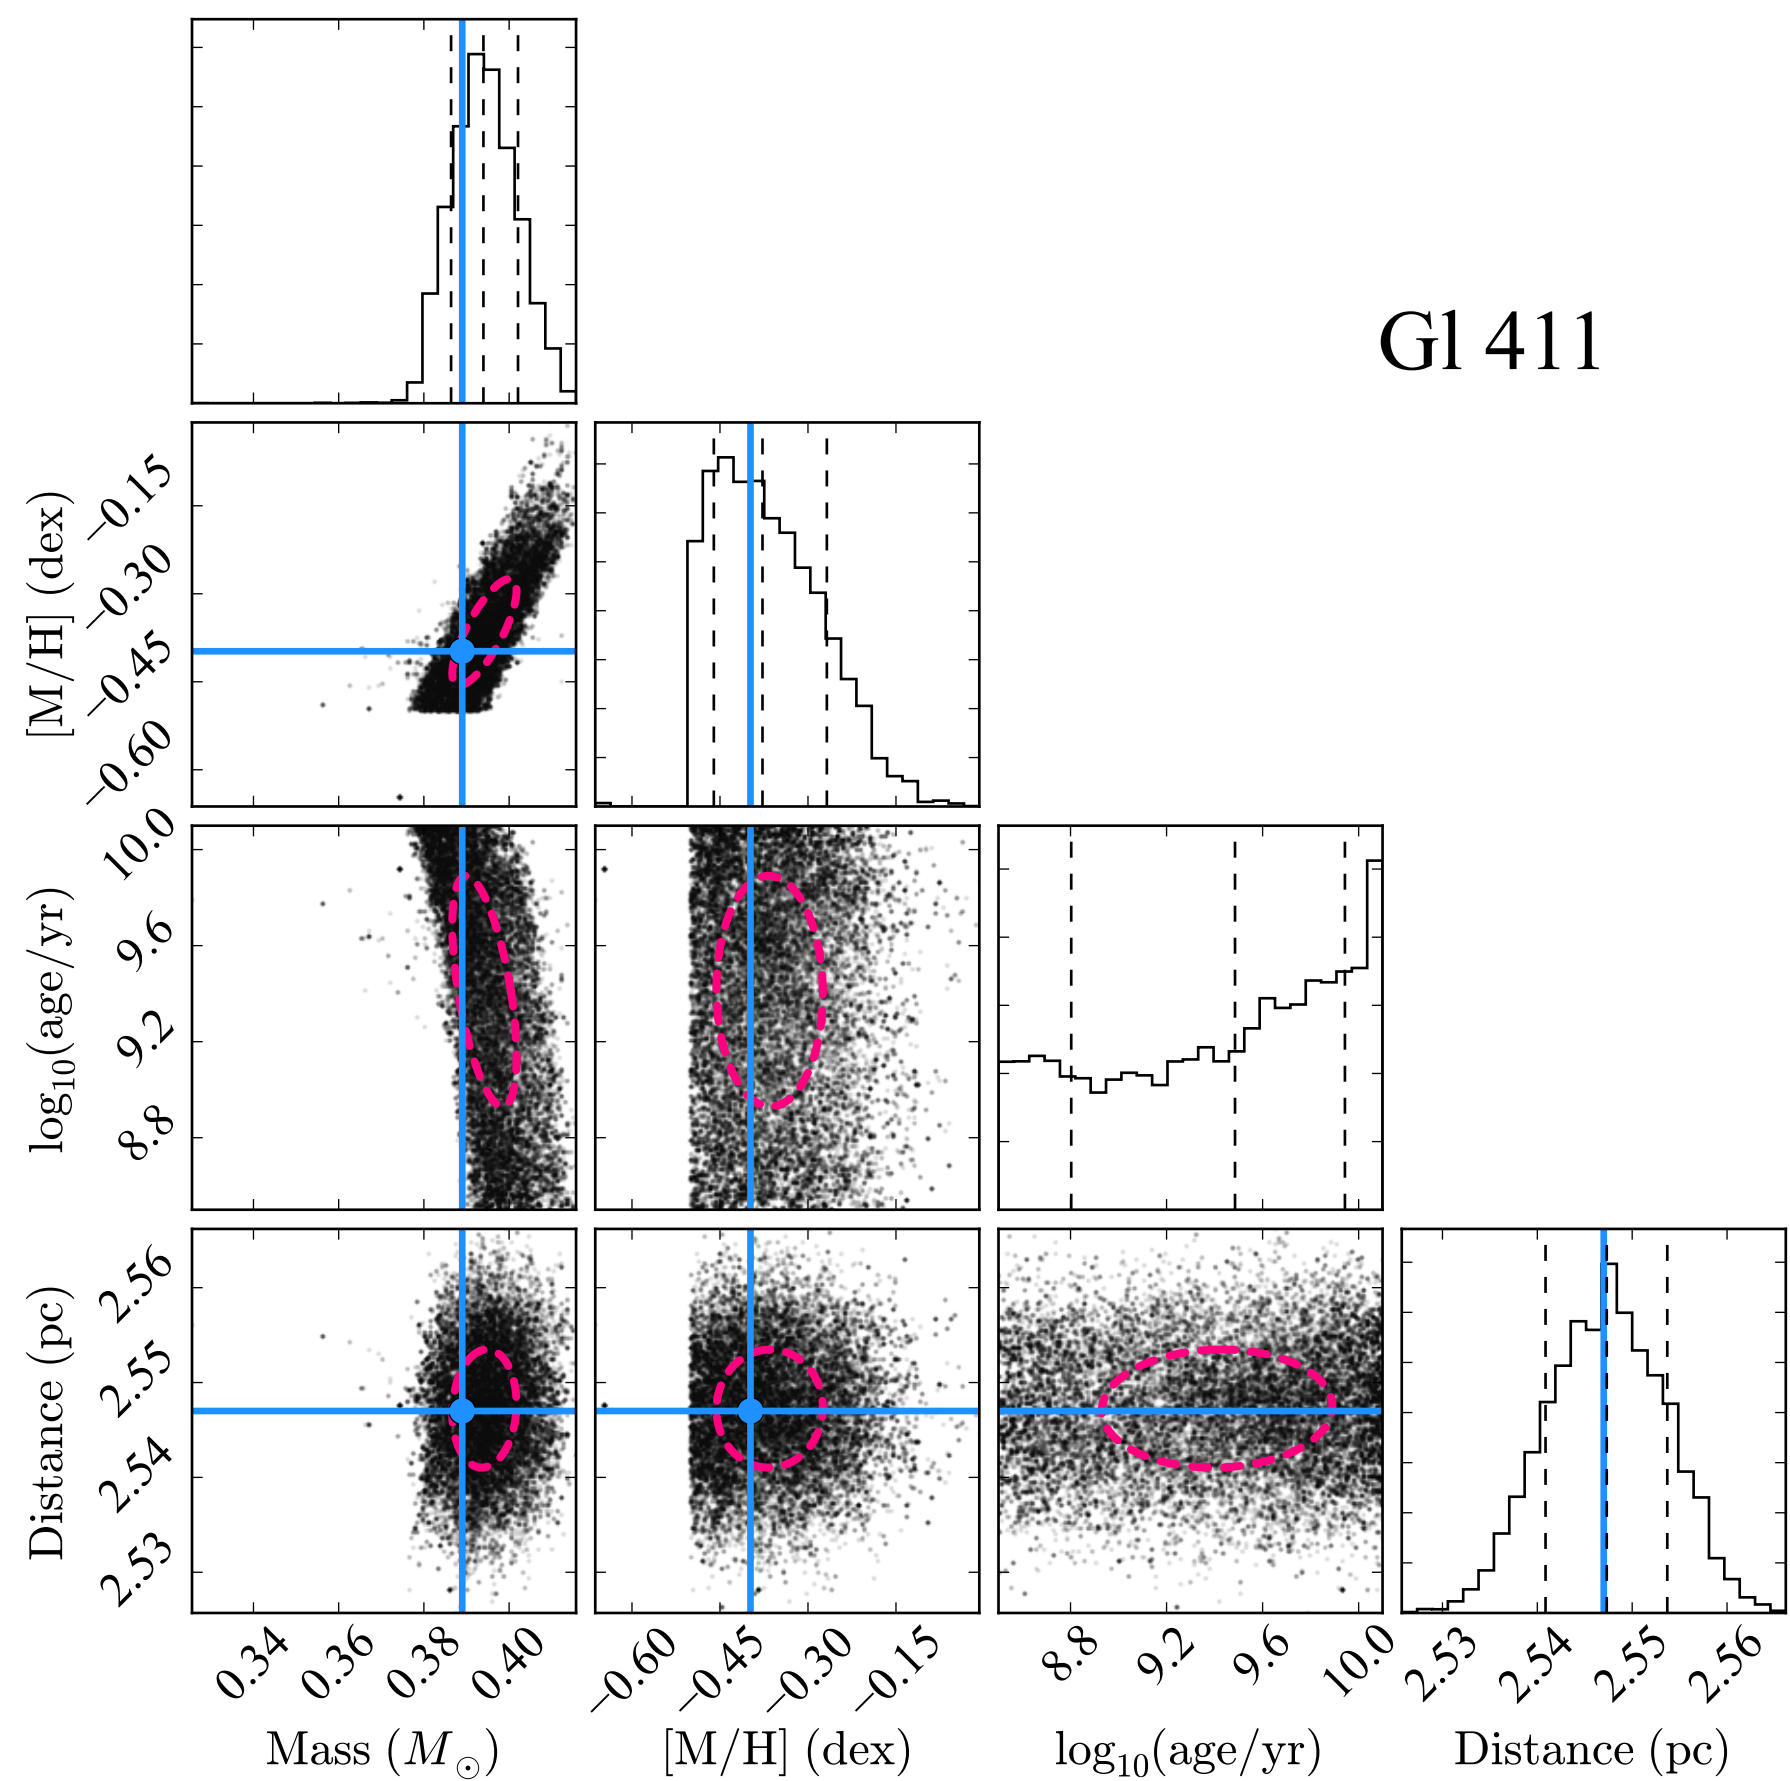 Gl 411
[M/H] (dex)
−0.15
−0.30
−0.45
−0.60
log₁₀(age/yr)
10.0
9.6
9.2
8.8
Distance (pc)
2.56
2.55
2.54
2.53
0.34 0.36 0.38 0.40
−0.60 −0.45 −0.30 −0.15
8.8 9.2 9.6 10.0
2.53 2.54 2.55 2.56
Mass (M☉)
[M/H] (dex)
log₁₀(age/yr)
Distance (pc)